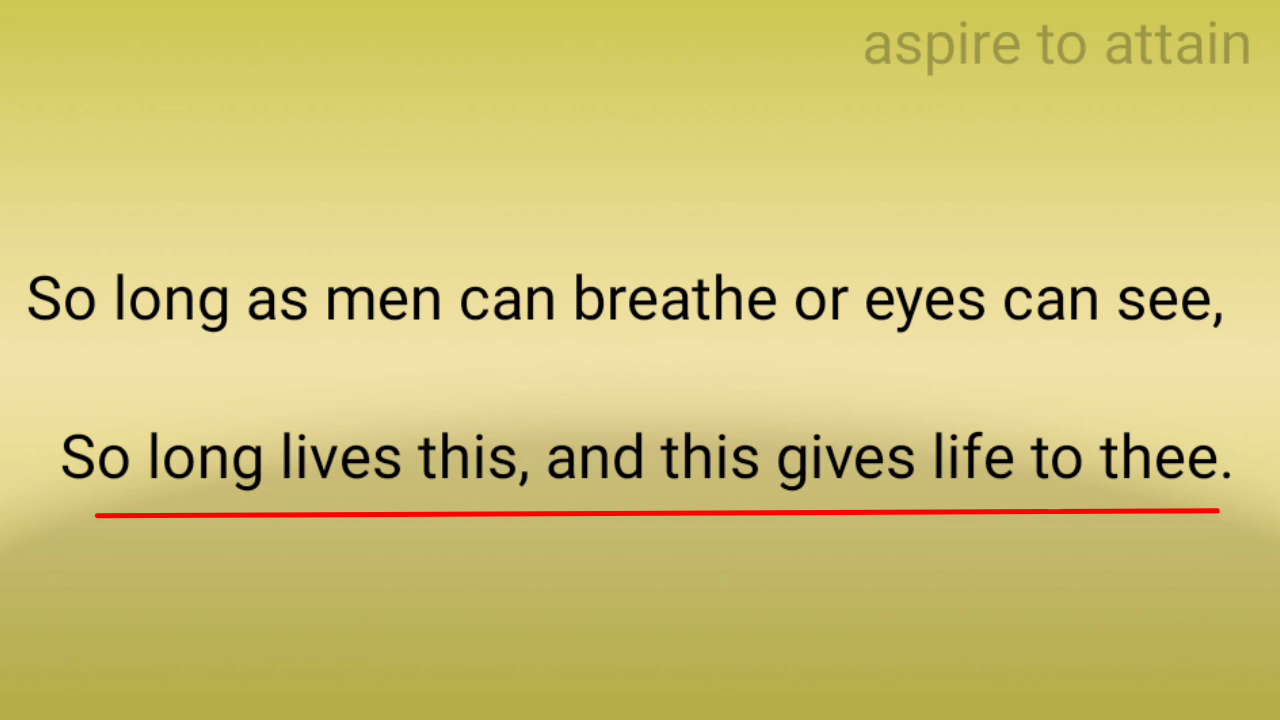 aspire to attain
So long as men can breathe or eyes can see,
So long lives this, and this gives life to thee.